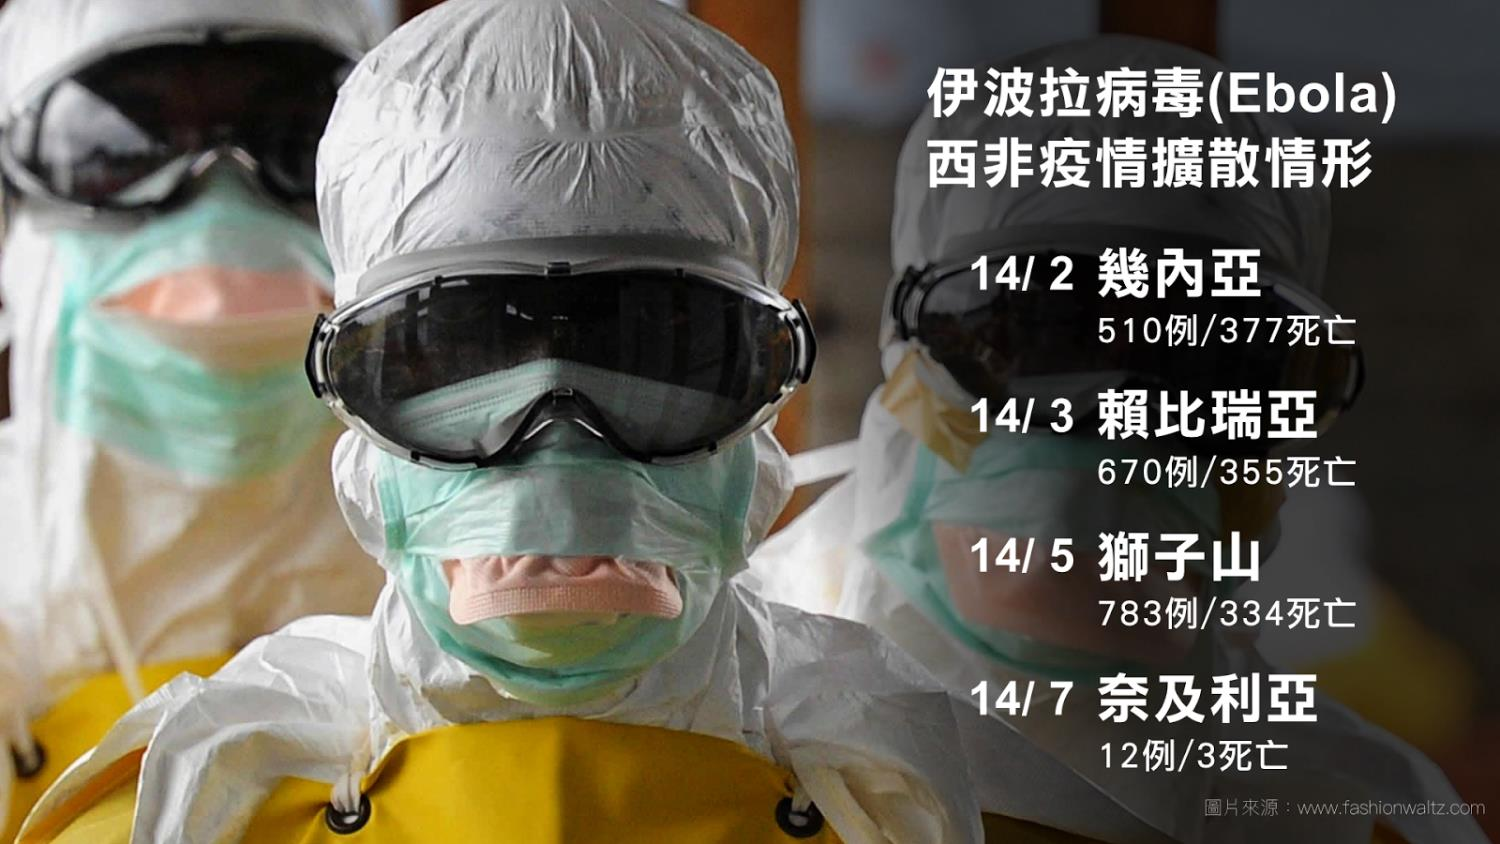 伊波拉病毒(Ebola)
西非疫情擴散情形
14/ 2 幾內亞
510例/377死亡
14/ 3 賴比瑞亞
670例/355死亡
14/ 5 獅子山
783例/334死亡
14/ 7 奈及利亞
12例/3死亡
圖片來源：www.fashionwaltz.com